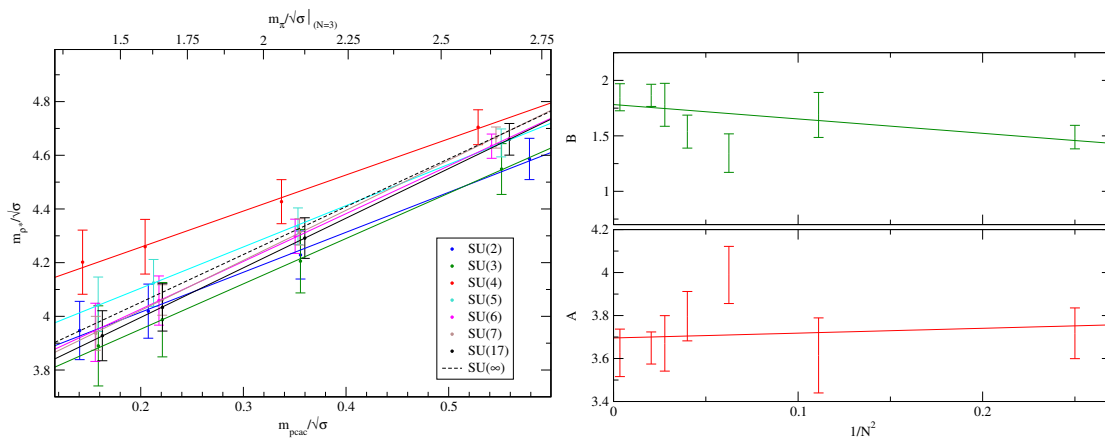 m_π/√σ|_(N=3)
1.5 1.75 2 2.25 2.5 2.75
4.8
4.6
4.4
4.2
4
3.8
m_ρ*/√σ
0.2 0.3 0.4 0.5
m_pcac/√σ
SU(2)
SU(3)
SU(4)
SU(5)
SU(6)
SU(7)
SU(17)
SU(∞)
2
1.5
1
B
4.2
4
3.8
3.6
3.4
A
0 0.1 0.2
1/N²